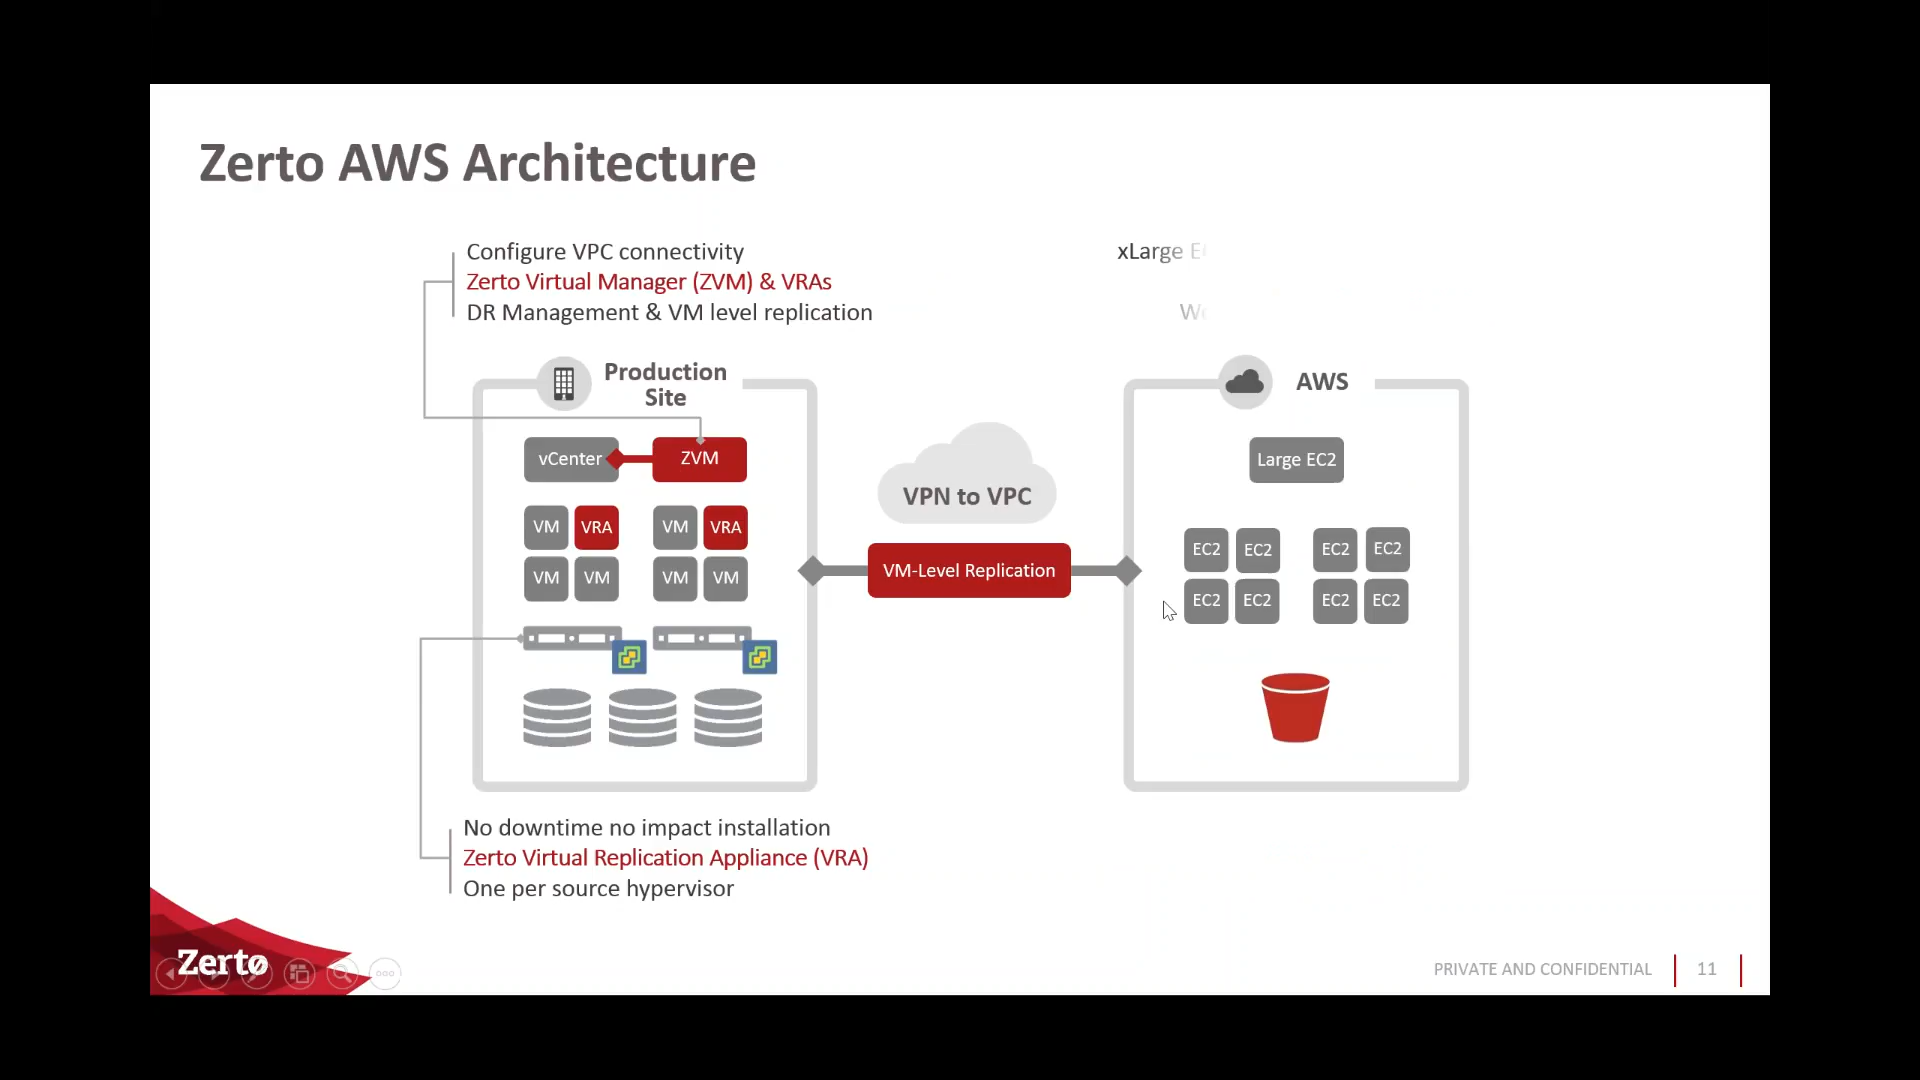 Zerto AWS Architecture
Configure VPC connectivity
Zerto Virtual Manager (ZVM) & VRAs
DR Management & VM level replication
xLarge
Production
Site
AWS
vCenter
ZVM
Large EC2
VPN to VPC
VM VRA VM VRA
VM VM VM VM
VM-Level Replication
EC2 EC2 EC2 EC2
EC2 EC2 EC2 EC2
No downtime no impact installation
Zerto Virtual Replication Appliance (VRA)
One per source hypervisor
Zerto
PRIVATE AND CONFIDENTIAL 11